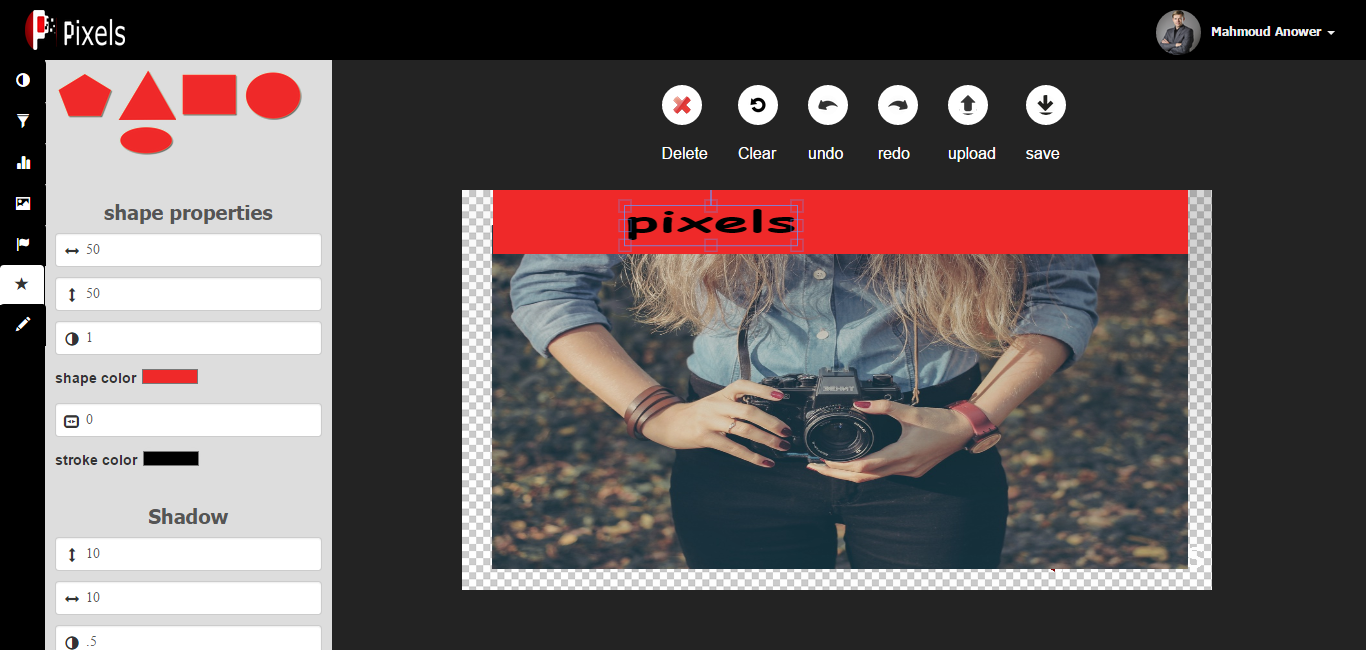 Pixels
Mahmoud Anower
Delete Clear undo redo upload save
shape properties
50
50
1
shape color
0
stroke color
Shadow
10
10
.5
pixels